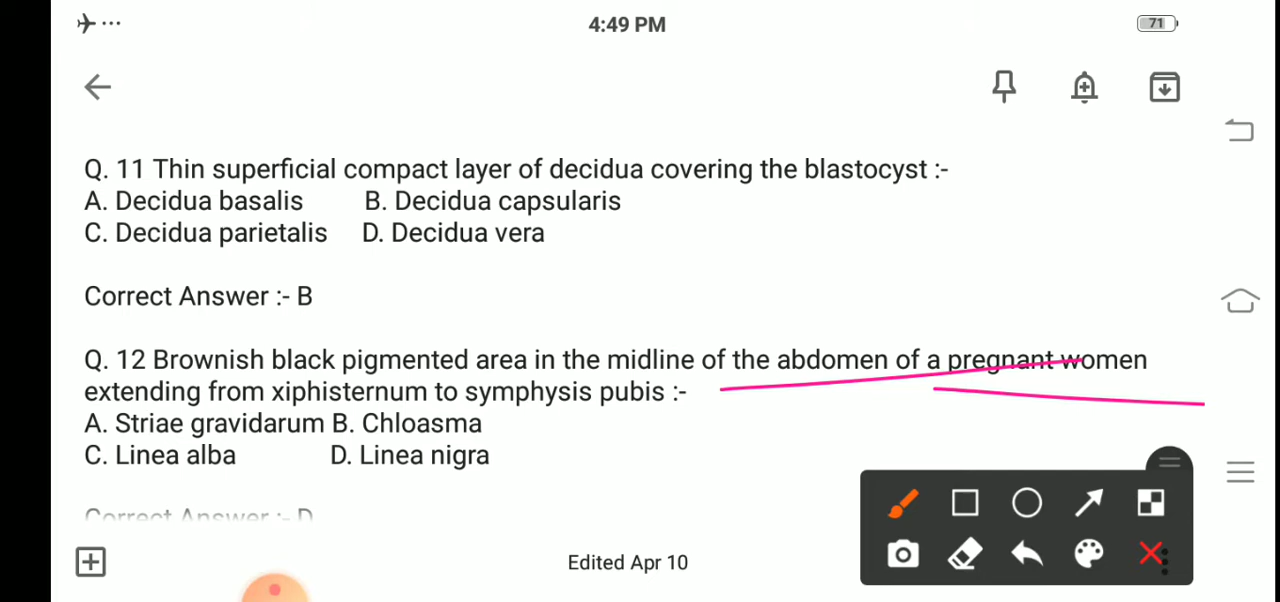 4:49 PM
71
Q. 11 Thin superficial compact layer of decidua covering the blastocyst :-
A. Decidua basalis B. Decidua capsularis
C. Decidua parietalis D. Decidua vera
Correct Answer :- B
Q. 12 Brownish black pigmented area in the midline of the abdomen of a pregnant women
extending from xiphisternum to symphysis pubis :-
A. Striae gravidarum B. Chloasma
C. Linea alba D. Linea nigra
Correct Answer :- D
Edited Apr 10